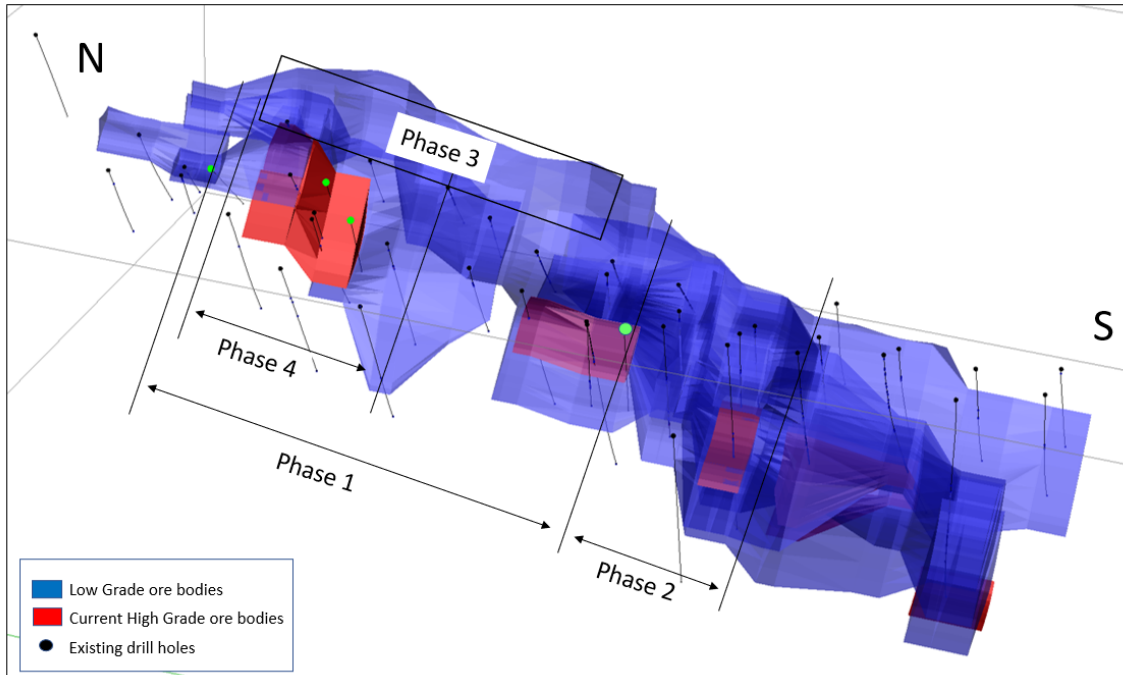 N
Phase 3
S
Phase 4
Phase 1
Phase 2
Low Grade ore bodies
Current High Grade ore bodies
Existing drill holes